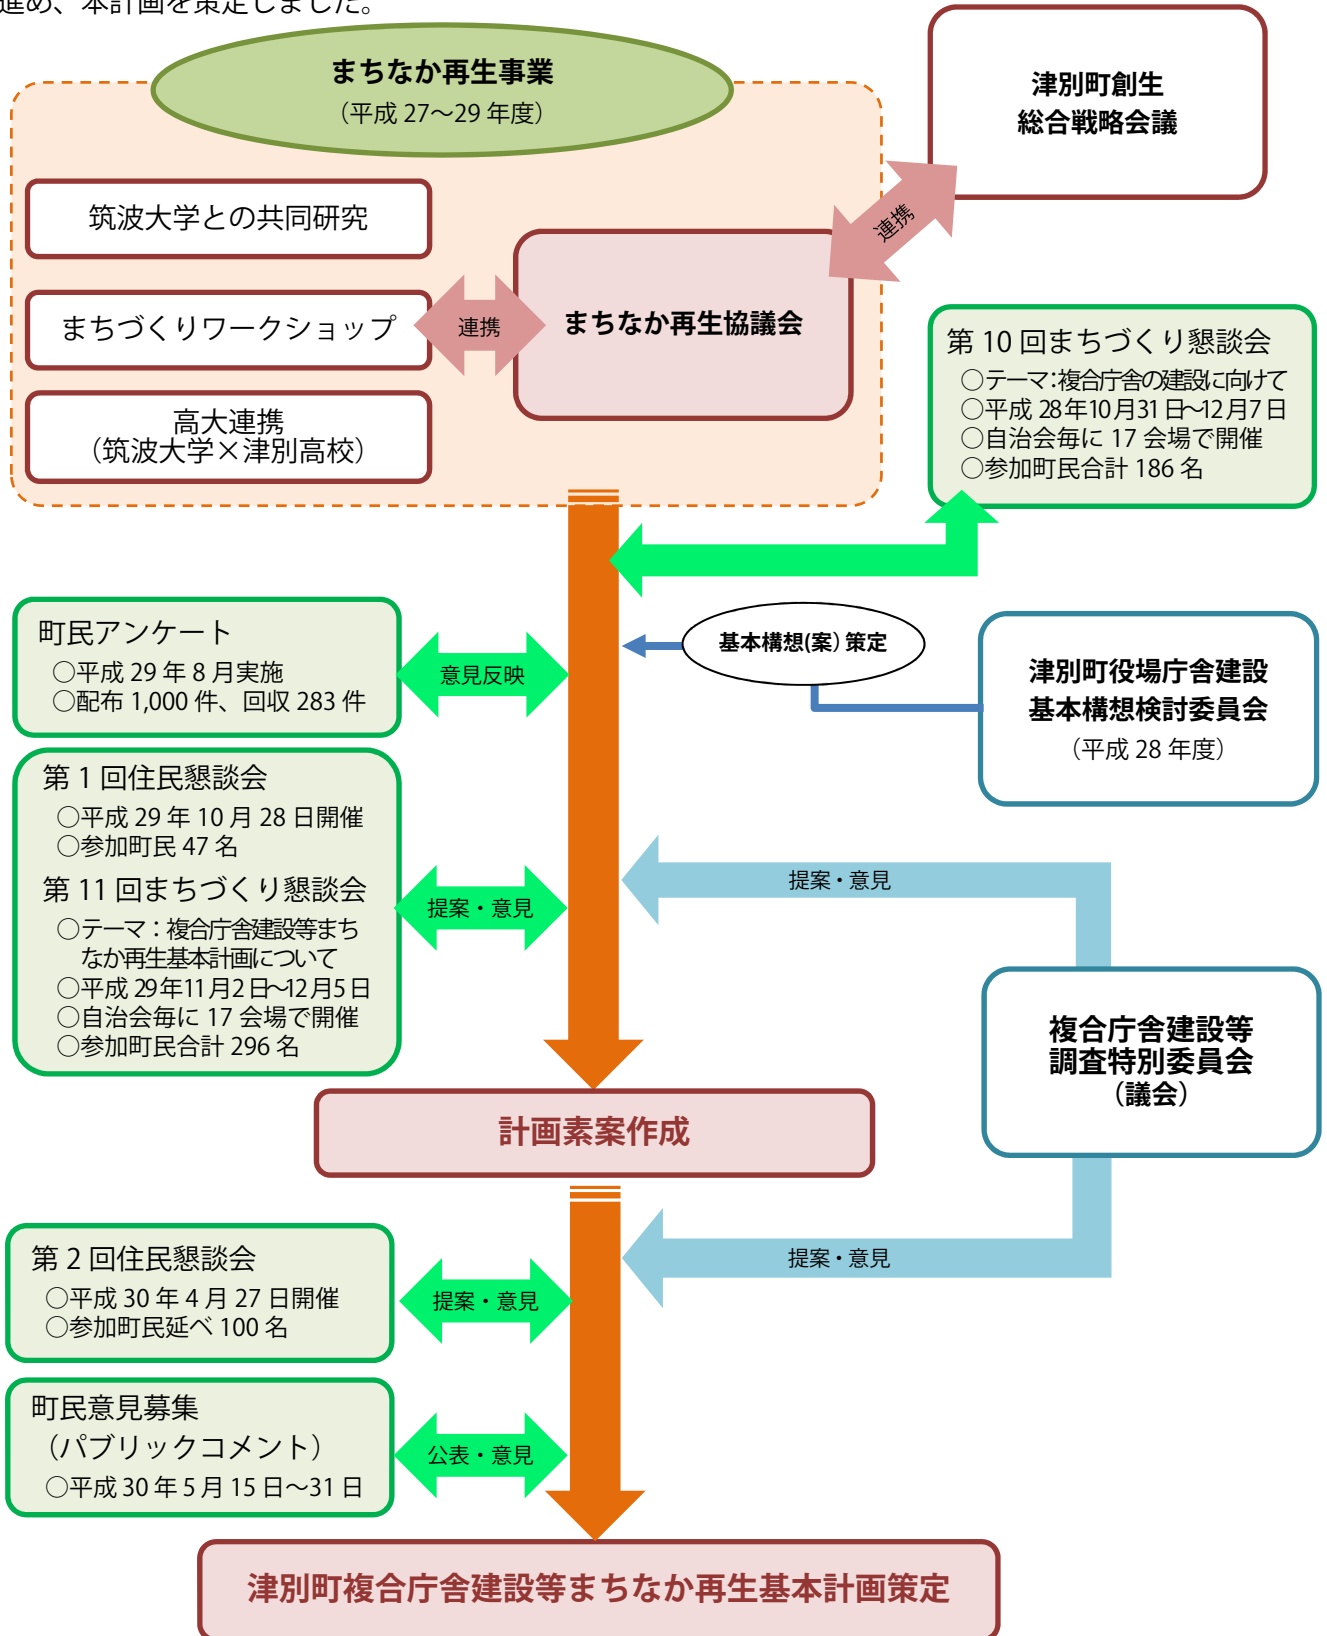 進め、本計画を策定しました。
まちなか再生事業
（平成 27～29 年度）
津別町創生
総合戦略会議
筑波大学との共同研究
まちづくりワークショップ
高大連携
（筑波大学×津別高校）
連携
まちなか再生協議会
連携
第 10 回まちづくり懇談会
○テーマ：複合庁舎の建設に向けて
○平成 28年10月31日～12月7日
○自治会毎に 17 会場で開催
○参加町民合計 186 名
町民アンケート
○平成 29 年 8 月実施
○配布 1,000 件、回収 283 件
意見反映
基本構想(案)策定
津別町役場庁舎建設
基本構想検討委員会
（平成 28 年度）
第 1 回住民懇談会
○平成 29 年 10 月 28 日開催
○参加町民 47 名
第 11 回まちづくり懇談会
○テーマ：複合庁舎建設等まち
なか再生基本計画について
○平成 29年11月2日～12月5日
○自治会毎に 17 会場で開催
○参加町民合計 296 名
提案・意見
提案・意見
複合庁舎建設等
調査特別委員会
（議会）
計画素案作成
第 2 回住民懇談会
○平成 30 年 4 月 27 日開催
○参加町民延べ 100 名
提案・意見
提案・意見
町民意見募集
（パブリックコメント）
○平成 30 年 5 月 15 日～31 日
公表・意見
津別町複合庁舎建設等まちなか再生基本計画策定